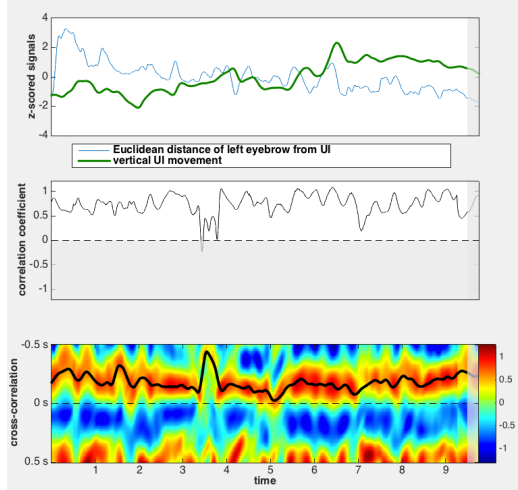 4
2
0
-2
-4
z-scored signals
Euclidean distance of left eyebrow from UI
vertical UI movement
1
0.5
0
-0.5
-1
correlation coefficient
-0.5 s
0 s
0.5 s
cross-correlation
1 2 3 4 5 6 7 8 9
time
1
0.5
0
-0.5
-1